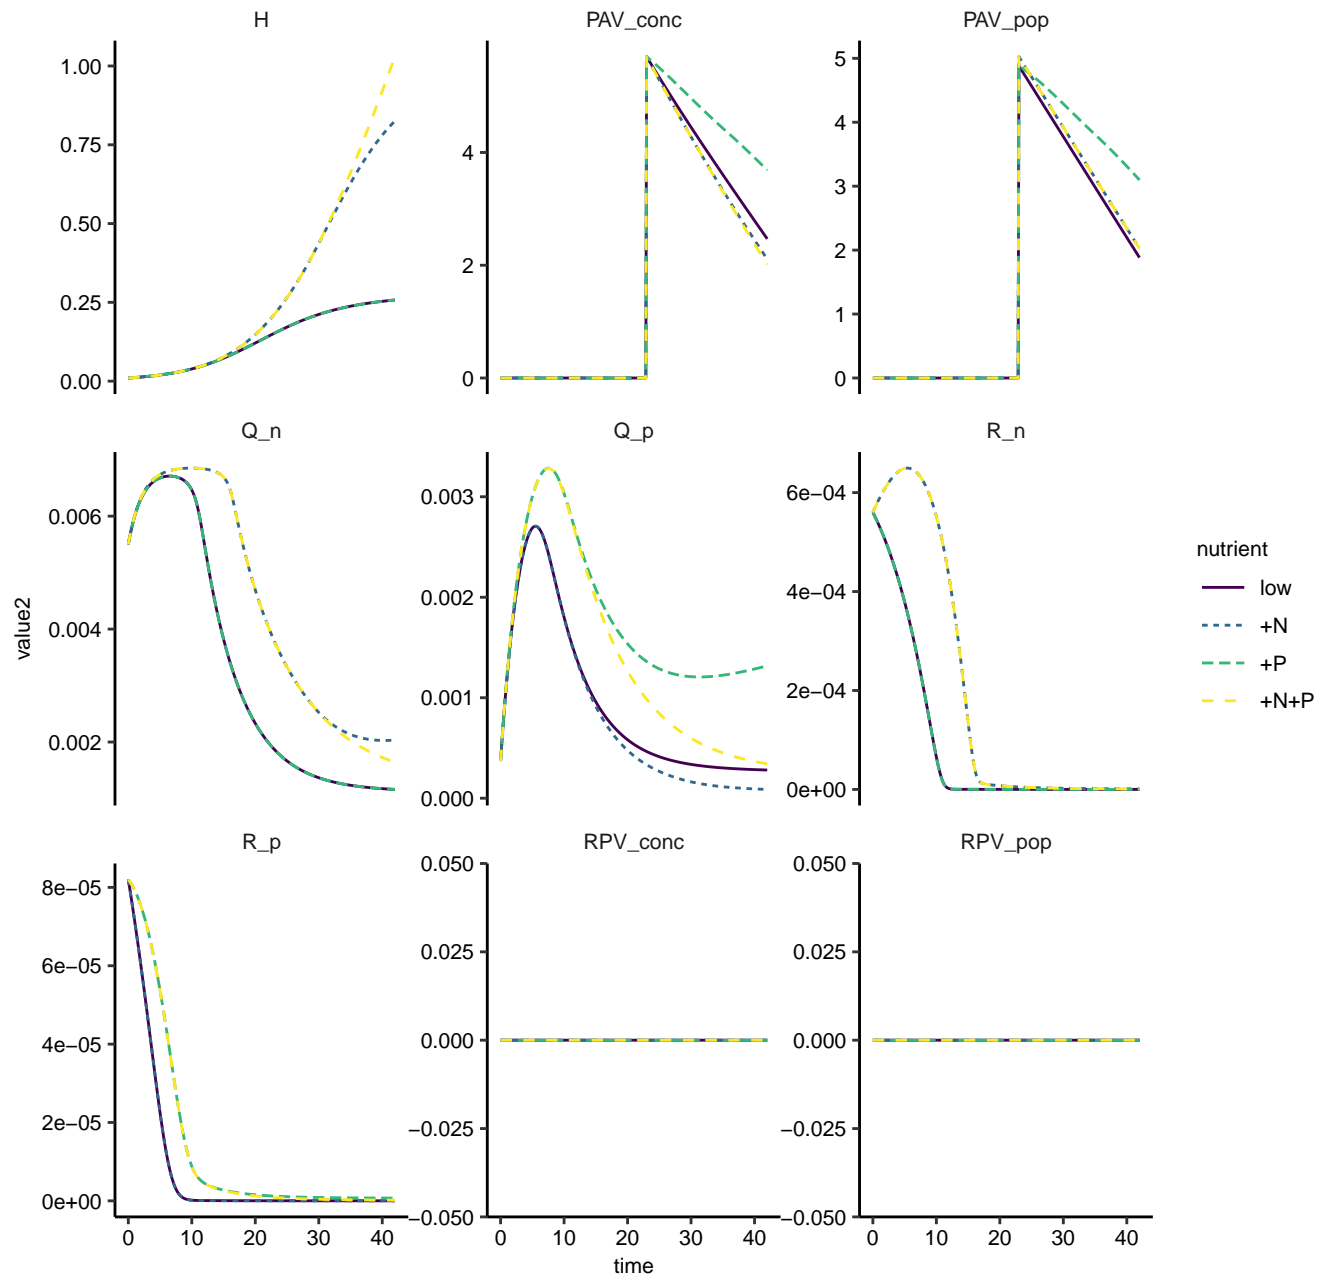 H PAV_conc PAV_pop
1.00
0.75
0.50
0.25
0.00
4
2
0
5
4
3
2
1
0
Q_n Q_p R_n
0.006
0.004
0.002
0.003
0.002
0.001
0.000
6e−04
4e−04
2e−04
0e+00
R_p RPV_conc RPV_pop
8e−05
6e−05
4e−05
2e−05
0e+00
0.050
0.025
0.000
−0.025
−0.050
0.050
0.025
0.000
−0.025
−0.050
0 10 20 30 40
0 10 20 30 40
0 10 20 30 40
time
value2
nutrient
low
+N
+P
+N+P